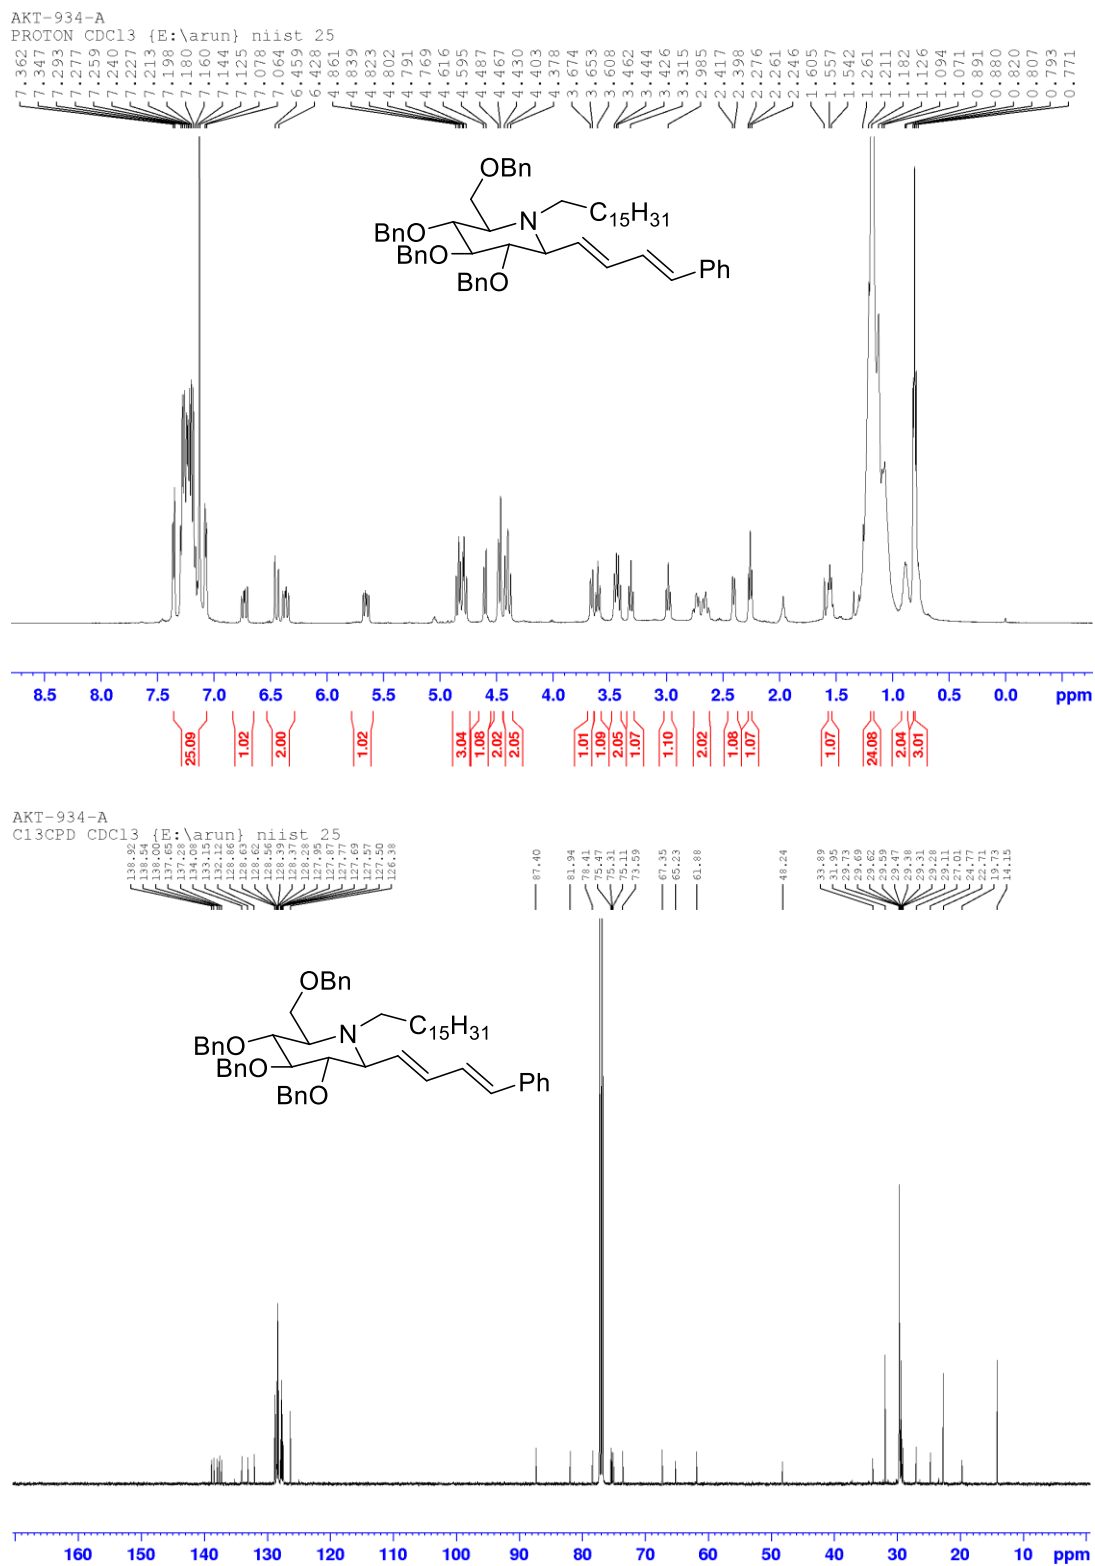 AKT-934-A
PROTON CDCl3 {E:\arun} niist 25
7.362 7.347 7.293 7.277 7.259 7.240 7.227 7.213 7.198 7.180 7.160 7.144 7.125 7.078 7.064 6.459 6.428 4.861 4.839 4.823 4.802 4.791 4.769 4.616 4.595 4.487 4.467 4.430 4.403 4.378 3.674 3.653 3.608 3.462 3.444 3.426 3.315 2.985 2.417 2.398 2.276 2.261 2.246 1.605 1.557 1.542 1.261 1.211 1.182 1.126 1.094 1.071 0.891 0.880 0.820 0.807 0.793 0.771
OBn
N C15H31
BnO
BnO
BnO
Ph
8.5 8.0 7.5 7.0 6.5 6.0 5.5 5.0 4.5 4.0 3.5 3.0 2.5 2.0 1.5 1.0 0.5 0.0 ppm
25.09 1.02 2.00 1.02 3.04 1.08 2.02 2.05 1.01 1.09 2.05 1.07 1.10 2.02 1.08 1.07 1.07 24.08 2.04 3.01
AKT-934-A
C13CPD CDCl3 {E:\arun} niist 25
138.92 138.54 138.00 137.65 137.28 134.08 133.15 132.12 128.86 128.63 128.62 128.56 128.39 128.37 128.28 127.95 127.87 127.77 127.69 127.57 127.50 126.38 87.40 81.94 78.41 75.47 75.31 75.11 73.59 67.35 65.23 61.88 48.24 33.89 31.95 29.73 29.69 29.62 29.59 29.47 29.38 29.31 29.28 29.11 27.01 24.77 22.71 19.73 14.15
OBn
N C15H31
BnO
BnO
BnO
Ph
160 150 140 130 120 110 100 90 80 70 60 50 40 30 20 10 ppm